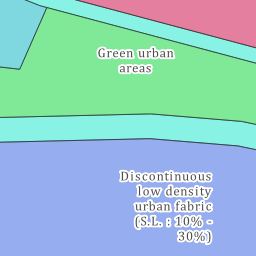 Green urban
areas
Discontinuous
low density
urban fabric
(S.L. : 10% -
30%)